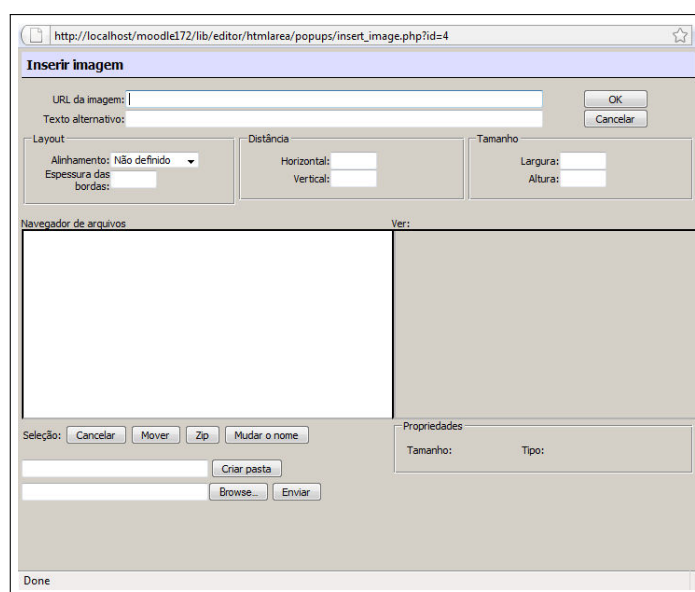 http://localhost/moodle172/lib/editor/htmlarea/popups/insert_image.php?id=4
Inserir imagem
URL da imagem:
OK
Texto alternativo:
Cancelar
Layout
Distância
Tamanho
Alinhamento: Não definido
Horizontal:
Largura:
Espessura das
bordas:
Vertical:
Altura:
Navegador de arquivos
Ver:
Seleção: Cancelar Mover Zip Mudar o nome
Propriedades
Tamanho: Tipo:
Criar pasta
Browse... Enviar
Done